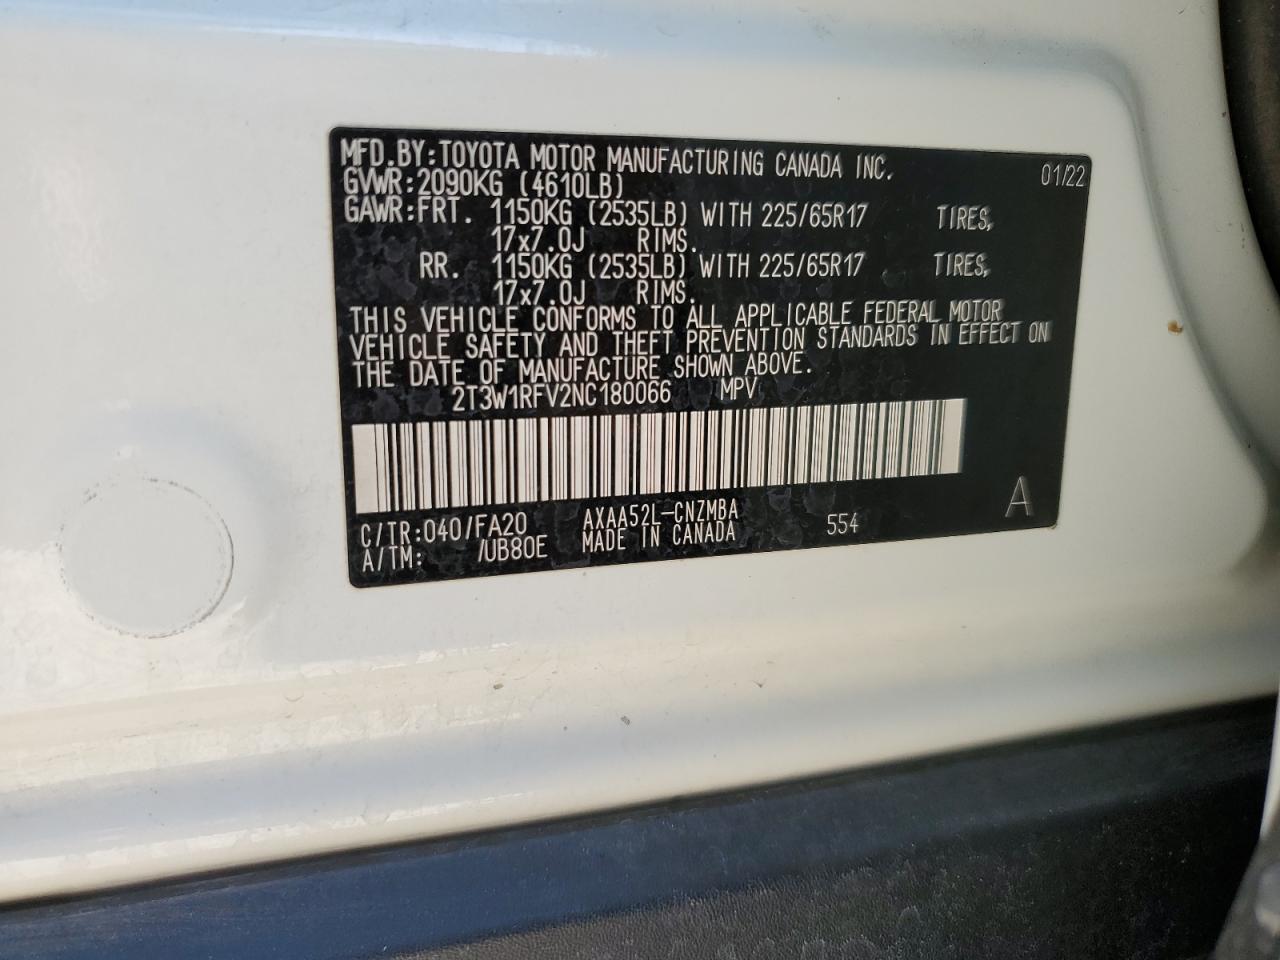 MFD.BY:TOYOTA MOTOR MANUFACTURING CANADA INC. 01/22
GVWR:2090KG (4610LB)
GAWR:FRT. 1150KG (2535LB) WITH 225/65R17 TIRES,
17x7.0J RIMS.
RR. 1150KG (2535LB) WITH 225/65R17 TIRES,
17x7.0J RIMS.
THIS VEHICLE CONFORMS TO ALL APPLICABLE FEDERAL MOTOR
VEHICLE SAFETY AND THEFT PREVENTION STANDARDS IN EFFECT ON
THE DATE OF MANUFACTURE SHOWN ABOVE.
2T3W1RFV2NC180066 MPV
C/TR:040/FA20 AXAA52L-CNZMBA 554 A
A/TM: /UB80E MADE IN CANADA